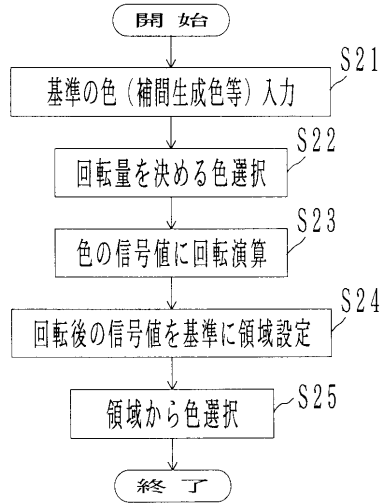 開始
S21
基準の色（補間生成色等）入力
S22
回転量を決める色選択
S23
色の信号値に回転演算
S24
回転後の信号値を基準に領域設定
S25
領域から色選択
終了